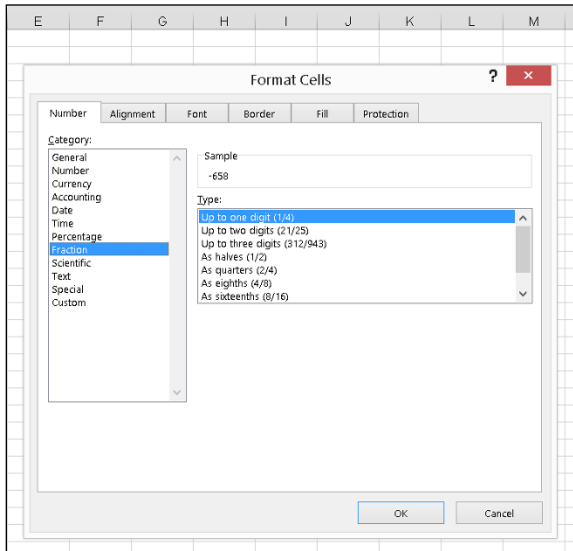 E F G H I J K L M
Format Cells ? ×
Number Alignment Font Border Fill Protection
Category:
General
Number
Currency
Accounting
Date
Time
Percentage
Fraction
Scientific
Text
Special
Custom
Sample
-658
Type:
Up to one digit (1/4)
Up to two digits (21/25)
Up to three digits (312/943)
As halves (1/2)
As quarters (2/4)
As eighths (4/8)
As sixteenths (8/16)
OK Cancel